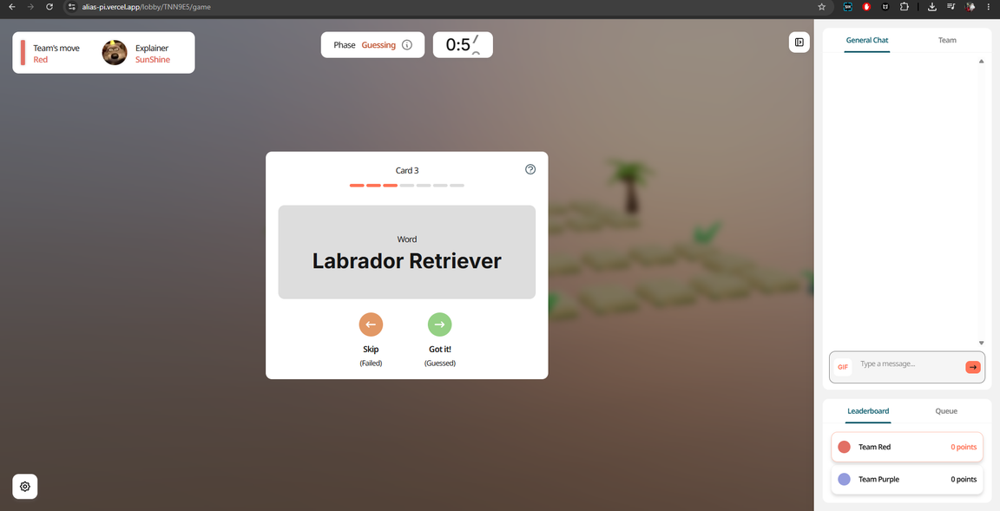 alias-pi.vercel.app/lobby/TNN9E5/game
Team's move
Red
Explainer
SunShine
Phase Guessing
0:5
General Chat
Team
Card 3
Word
Labrador Retriever
Skip
(Failed)
Got it!
(Guessed)
GIF
Type a message...
Leaderboard
Queue
Team Red
0 points
Team Purple
0 points